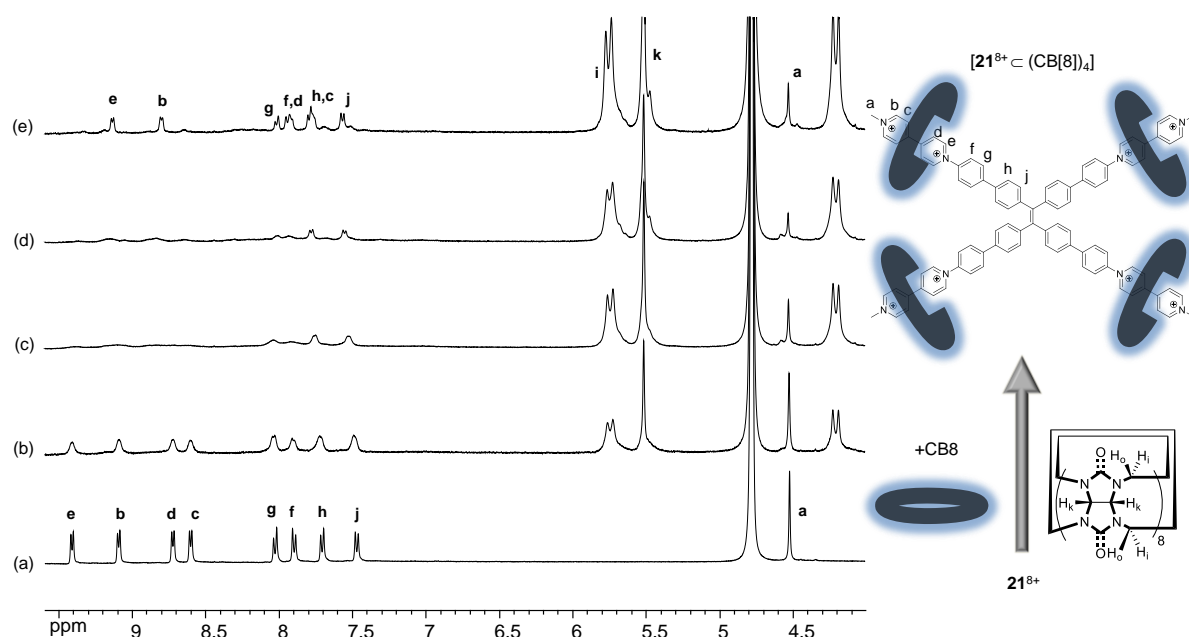 (e)
e
b
g
f,d
h,c
j
i
k
a
(d)
(c)
(b)
(a)
e
b
d
c
g
f
h
j
a
ppm
9
8.5
8
7.5
7
6.5
6
5.5
5
4.5
[21⁸⁺⊂ (CB[8])₄]
a
b
c
d
e
f
g
h
j
N
+
N
+
N
+
N
+
N
+
N
+
N
+
N
+
+CB8
21⁸⁺
O
Hₒ
Hᵢ
N
N
N
Hₖ
Hₖ
N
N
N
8
O
Hₒ
Hᵢ